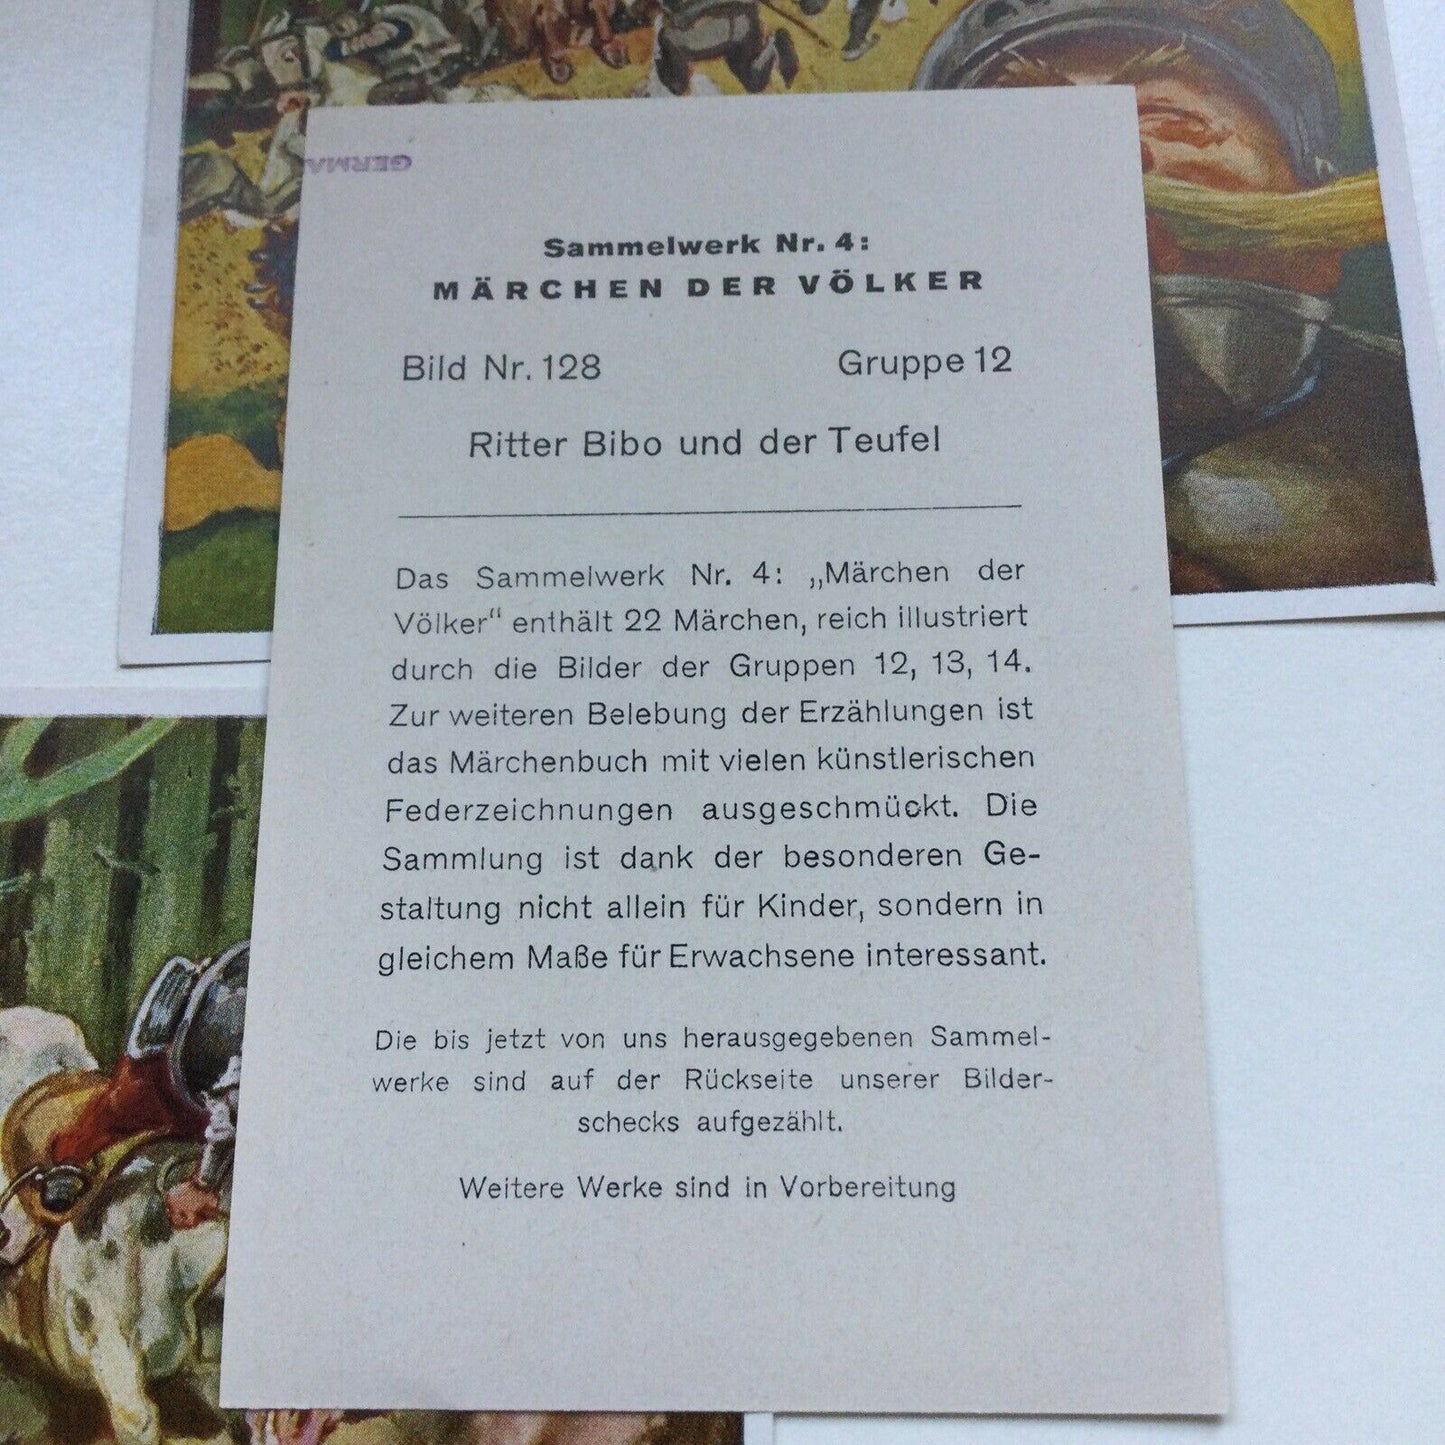 GERMA
Sammelwerk Nr. 4:
MÄRCHEN DER VÖLKER
Bild Nr. 128 Gruppe 12
Ritter Bibo und der Teufel
Das Sammelwerk Nr. 4: „Märchen der
Völker“ enthält 22 Märchen, reich illustriert
durch die Bilder der Gruppen 12, 13, 14.
Zur weiteren Belebung der Erzählungen ist
das Märchenbuch mit vielen künstlerischen
Federzeichnungen ausgeschmückt. Die
Sammlung ist dank der besonderen Ge-
staltung nicht allein für Kinder, sondern in
gleichem Maße für Erwachsene interessant.
Die bis jetzt von uns herausgegebenen Sammel-
werke sind auf der Rückseite unserer Bilder-
schecks aufgezählt.
Weitere Werke sind in Vorbereitung